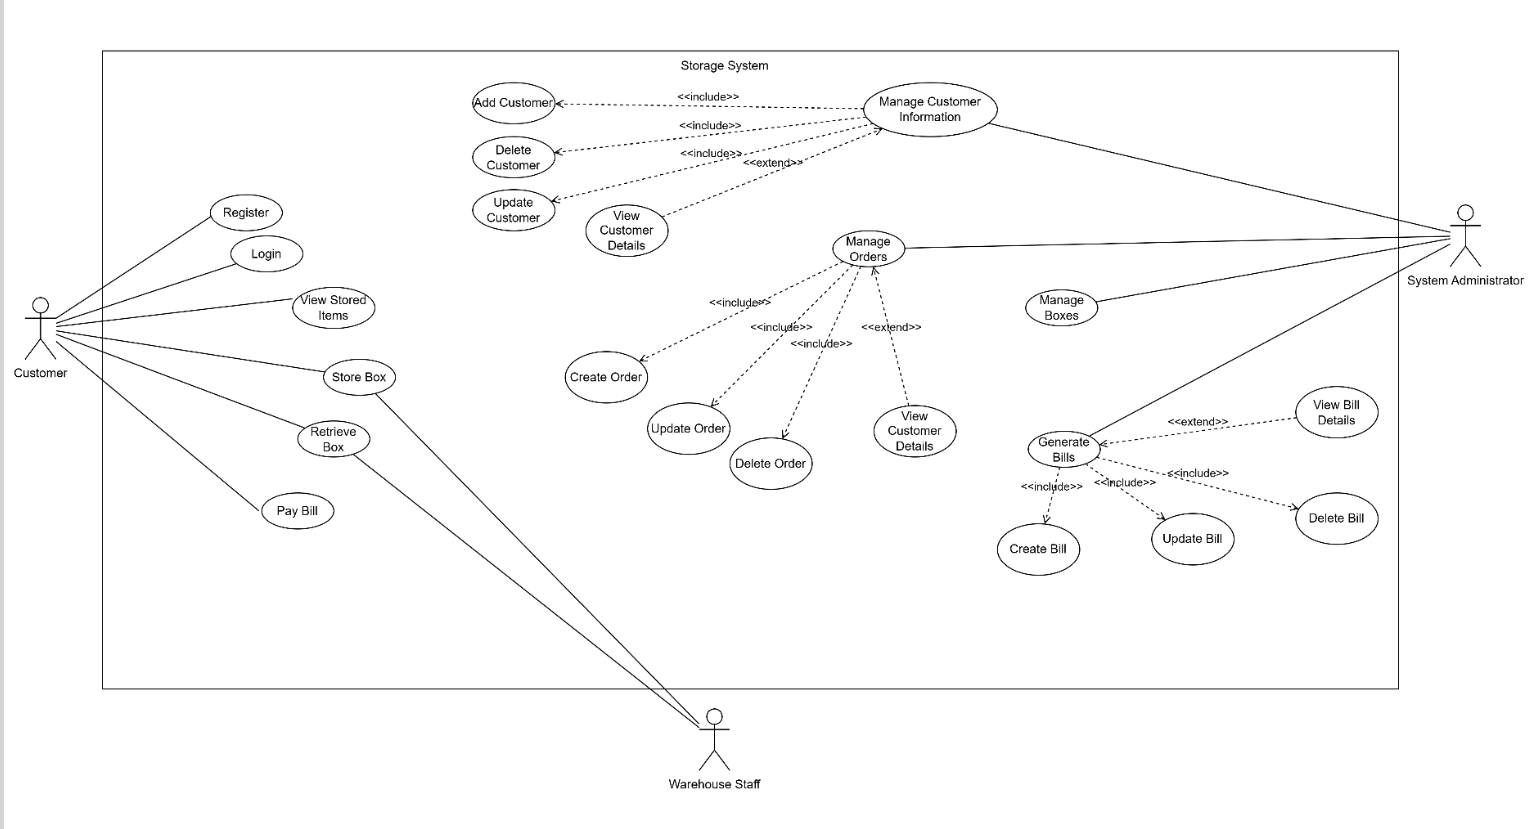 Storage System
Add Customer
<<include>>
Manage Customer
Information
<<include>>
Delete
Customer
<<include>>
<<extend>>
Update
Customer
View
Customer
Details
Register
Login
View Stored
Items
Customer
Store Box
Retrieve
Box
Pay Bill
Manage
Orders
<<include>>
<<include>>
<<include>>
<<extend>>
Create Order
Update Order
Delete Order
View
Customer
Details
System Administrator
Manage
Boxes
View Bill
Details
<<extend>>
Generate
Bills
<<include>>
<<include>>
<<include>>
Create Bill
Update Bill
Delete Bill
Warehouse Staff